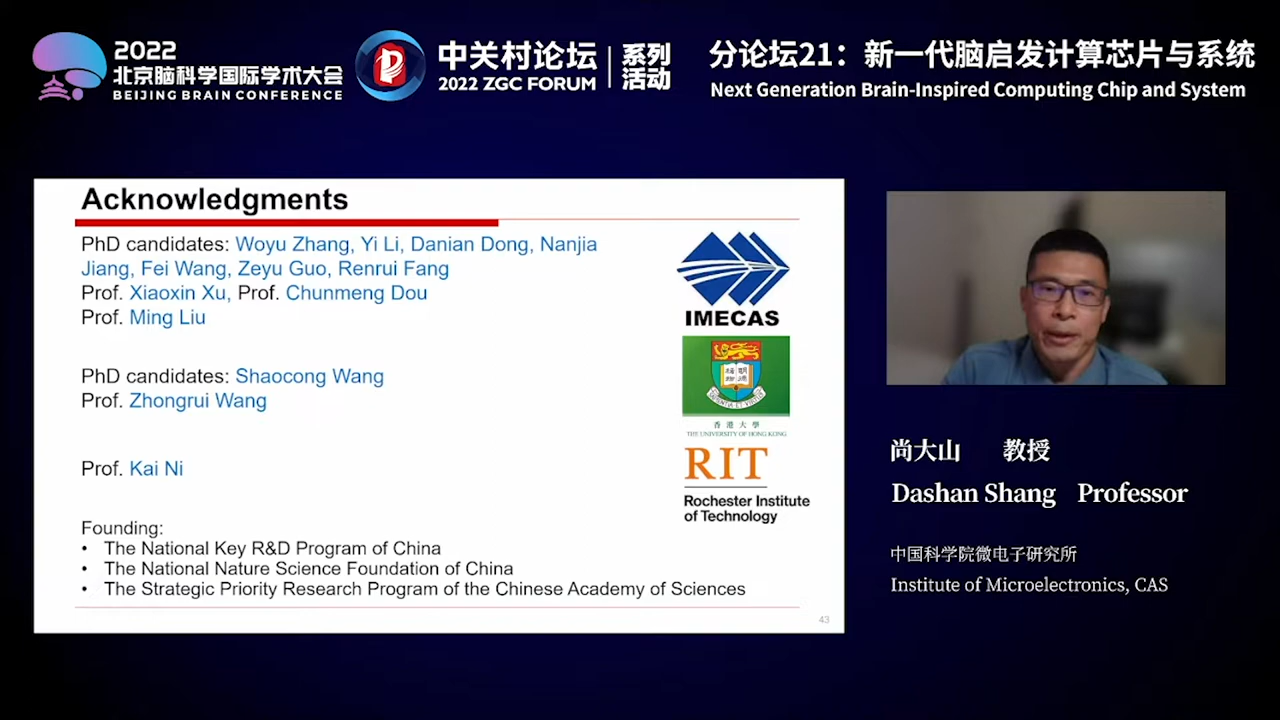 2022
北京脑科学国际学术大会
BEIJING BRAIN CONFERENCE
中关村论坛
2022 ZGC FORUM
系列
活动
分论坛21：新一代脑启发计算芯片与系统
Next Generation Brain-Inspired Computing Chip and System
Acknowledgments
PhD candidates: Woyu Zhang, Yi Li, Danian Dong, Nanjia
Jiang, Fei Wang, Zeyu Guo, Renrui Fang
Prof. Xiaoxin Xu, Prof. Chunmeng Dou
Prof. Ming Liu
IMECAS
PhD candidates: Shaocong Wang
Prof. Zhongrui Wang
香港大學
THE UNIVERSITY OF HONG KONG
Prof. Kai Ni
RIT
Rochester Institute
of Technology
Founding:
• The National Key R&D Program of China
• The National Nature Science Foundation of China
• The Strategic Priority Research Program of the Chinese Academy of Sciences
43
尚大山 教授
Dashan Shang Professor
中国科学院微电子研究所
Institute of Microelectronics, CAS